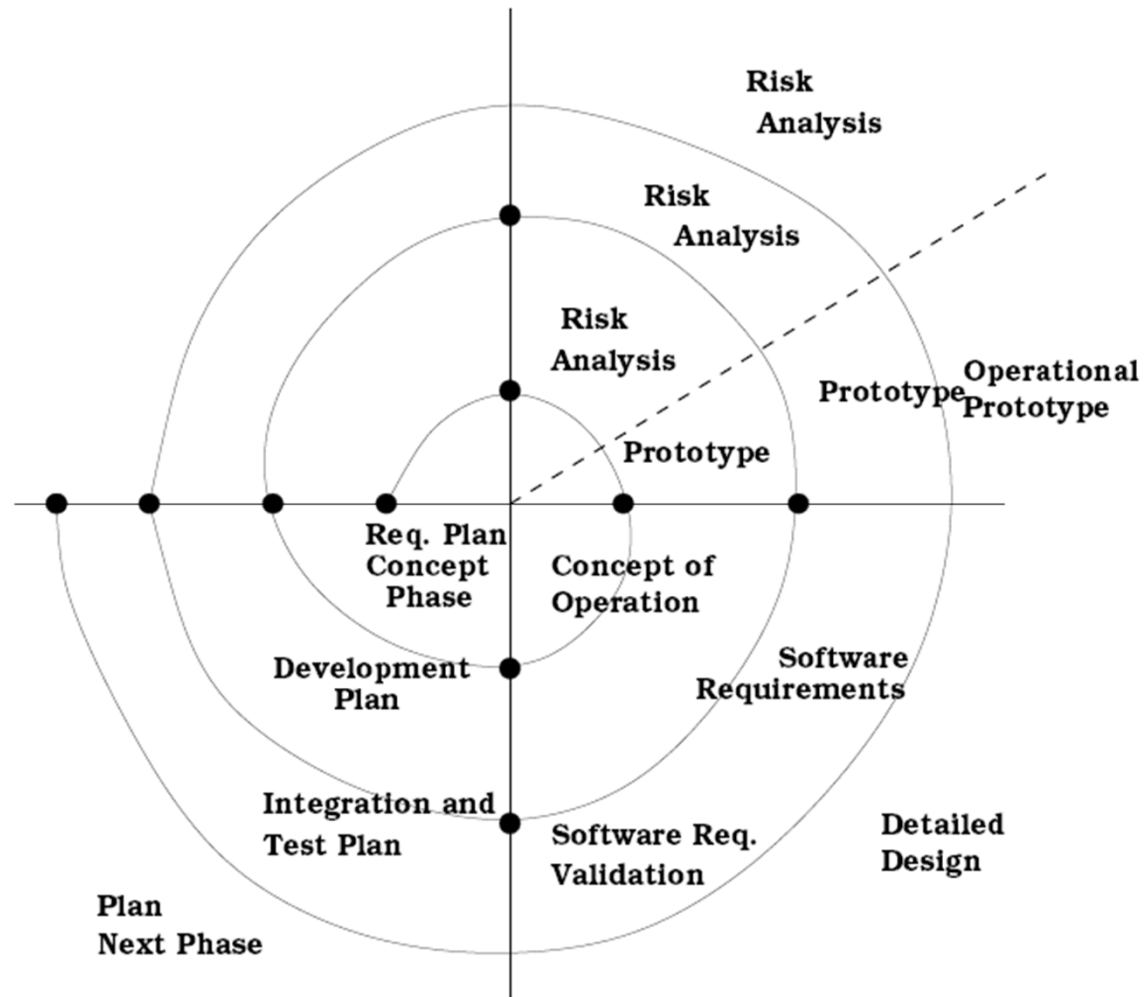 Risk
Analysis
Risk
Analysis
Risk
Analysis
Operational
Prototype
Prototype
Prototype
Req. Plan
Concept
Phase
Concept of
Operation
Development
Plan
Software
Requirements
Integration and
Test Plan
Software Req.
Validation
Detailed
Design
Plan
Next Phase